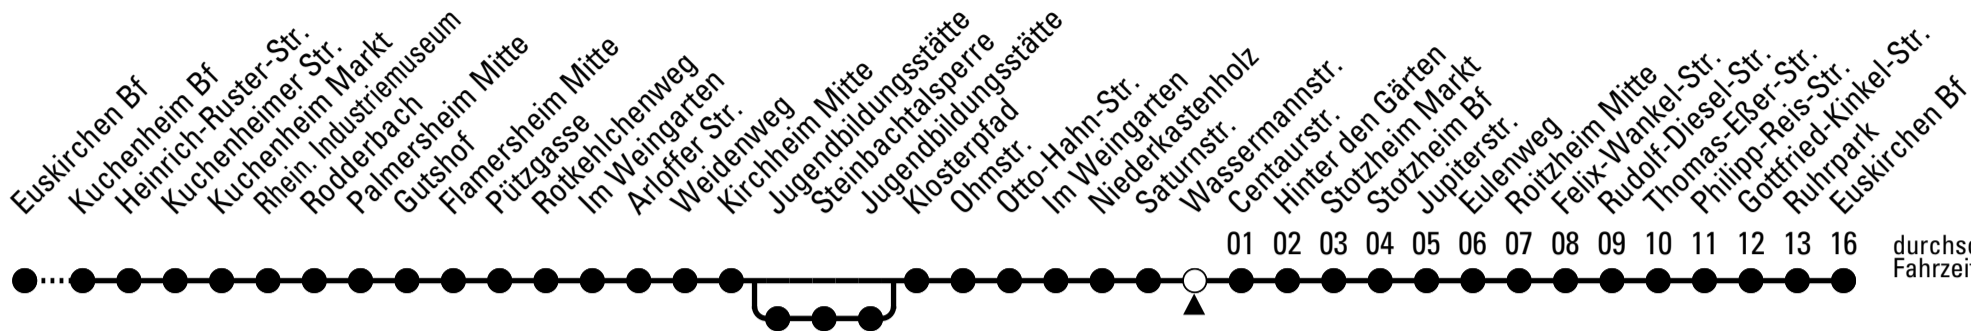 Euskirchen Bf
Kuchenheim Bf
Heinrich-Ruster-Str.
Kuchenheimer Str.
Kuchenheim Markt
Rhein. Industriemuseum
Rodderbach
Palmersheim Mitte
Gutshof
Flamersheim Mitte
Pützgasse
Rotkehlchenweg
Im Weingarten
Arloffer Str.
Weidenweg
Kirchheim Mitte
Jugendbildungsstätte
Steinbachtalsperre
Jugendbildungsstätte
Klosterpfad
Ohmstr.
Otto-Hahn-Str.
Im Weingarten
Niederkastenholz
Saturnstr.
Wassermannstr.
Centaurstr.
Hinter den Gärten
Stotzheim Markt
Stotzheim Bf
Jupiterstr.
Eulenweg
Roitzheim Mitte
Felix-Wankel-Str.
Rudolf-Diesel-Str.
Thomas-Eßer-Str.
Philipp-Reis-Str.
Gottfried-Kinkel-Str.
Ruhrpark
Euskirchen Bf
01 02 03 04 05 06 07 08 09 10 11 12 13 16
Fahrzeit